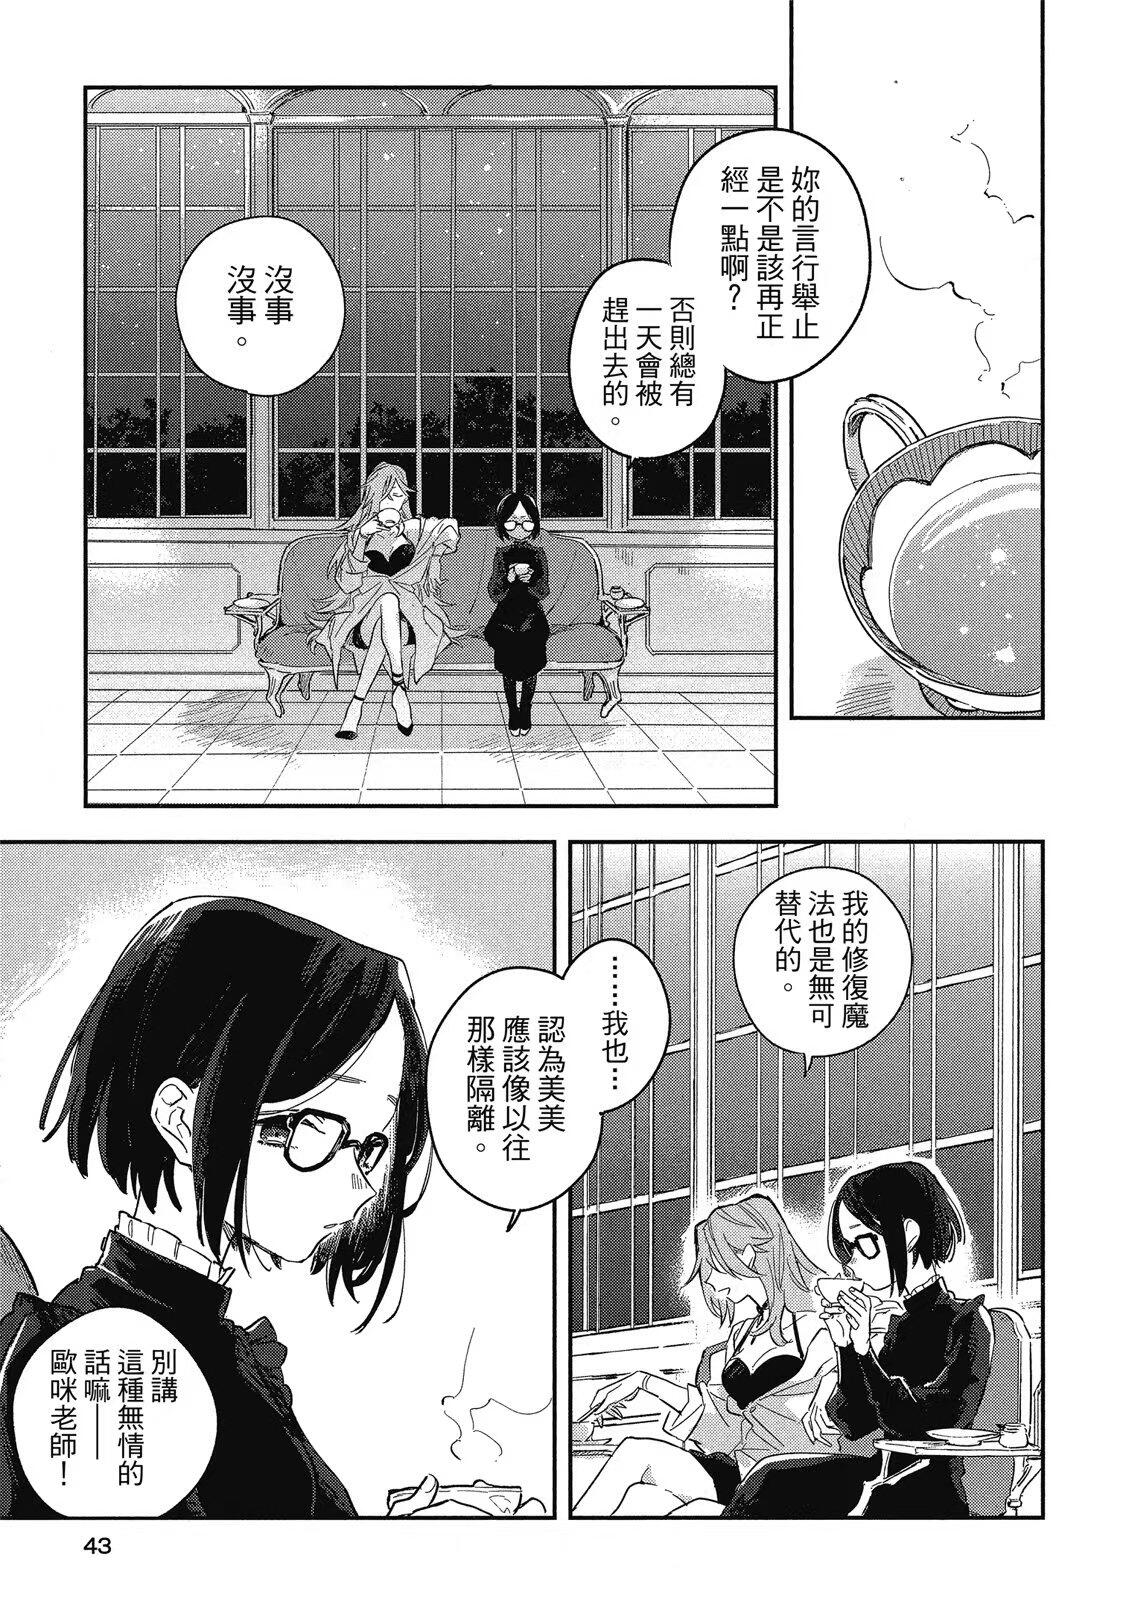 妳的言行舉止
是不是該再正
經一點啊？
否則總有
一天會被
趕出去的。
沒事
沒事。
我的修復魔
法也是無可
替代的。
……我也…
認為美美
應該像以往
那樣隔離。
別講
這種無情的
話嘛——
歐咪老師！
43